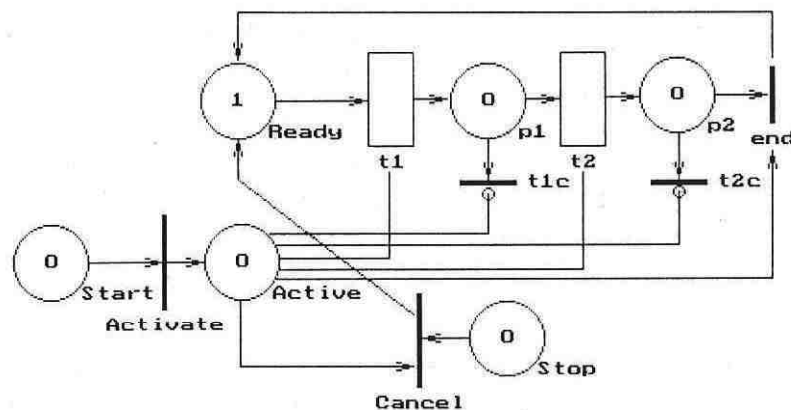 1
Ready
t1
0
p1
t2
0
p2
end
t1c
t2c
0
Start
Activate
0
Active
Cancel
0
Stop